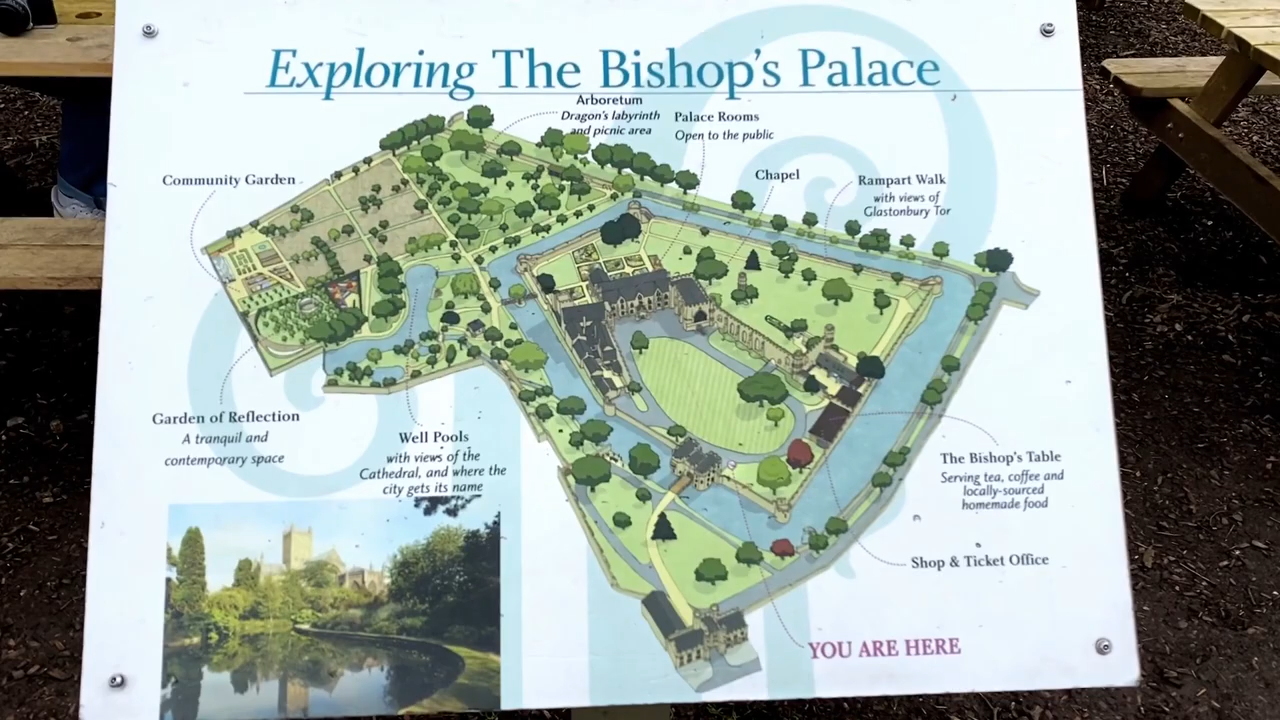 Exploring The Bishop's Palace
Arboretum
Dragon's labyrinth
and picnic area
Palace Rooms
Open to the public
Community Garden
Chapel
Rampart Walk
with views of
Glastonbury Tor
Garden of Reflection
A tranquil and
contemporary space
Well Pools
with views of the
Cathedral, and where the
city gets its name
The Bishop's Table
Serving tea, coffee and
locally-sourced
homemade food
Shop & Ticket Office
YOU ARE HERE